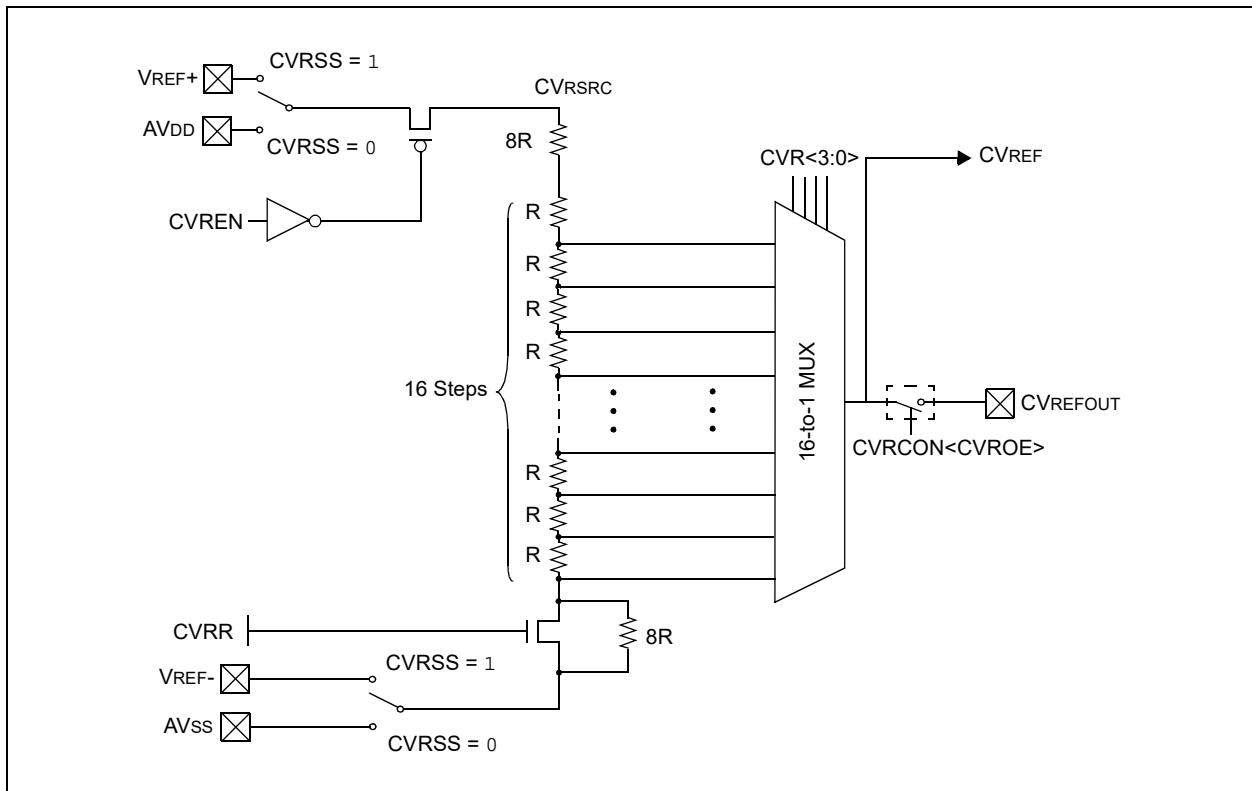 CVRSS = 1
VREF+
CVRSRC
AVDD
8R
CVRSS = 0
CVR<3:0>
CVREF
CVREN
R
R
R
R
16 Steps
16-to-1 MUX
CVREFOUT
CVRCON<CVROE>
R
R
R
CVRR
8R
CVRSS = 1
VREF-
AVSS
CVRSS = 0